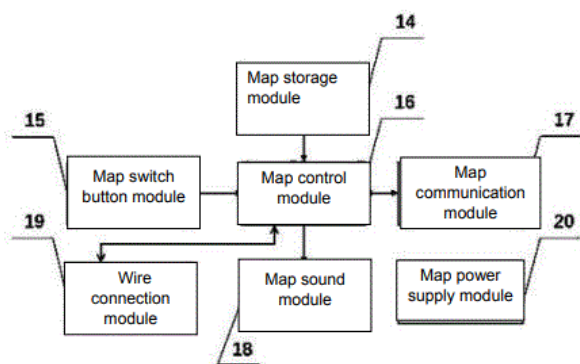 14
Map storage
module
15
16
17
Map switch
button module
Map control
module
Map
communication
module
19
20
Wire
connection
module
Map sound
module
Map power
supply module
18